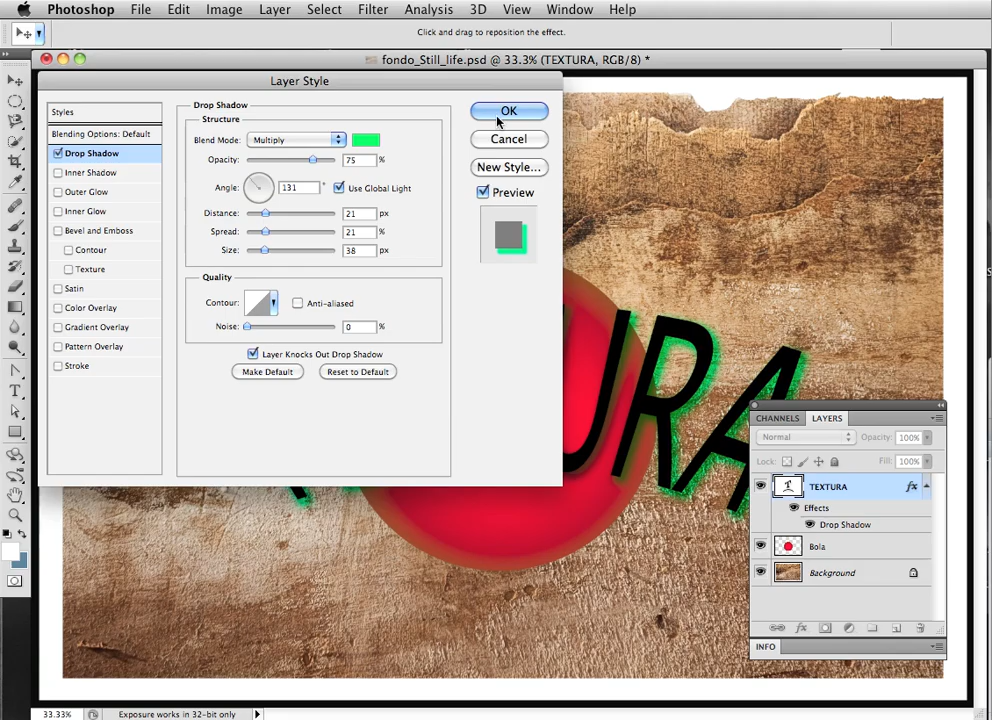 Photoshop File Edit Image Layer Select Filter Analysis 3D View Window Help
Click and drag to reposition the effect.
fondo_Still_life.psd @ 33.3% (TEXTURA, RGB/8) *
Layer Style
Styles
Blending Options: Default
Drop Shadow
Inner Shadow
Outer Glow
Inner Glow
Bevel and Emboss
Contour
Texture
Satin
Color Overlay
Gradient Overlay
Pattern Overlay
Stroke
Drop Shadow
Structure
Blend Mode: Multiply
Opacity: 75 %
Angle: 131 °
Use Global Light
Distance: 21 px
Spread: 21 %
Size: 38 px
Quality
Contour:
Anti-aliased
Noise: 0 %
Layer Knocks Out Drop Shadow
Make Default
Reset to Default
OK
Cancel
New Style...
Preview
URA
CHANNELS LAYERS
Normal Opacity: 100%
Lock: Fill: 100%
TEXTURA fx
Effects
Drop Shadow
Bola
Background
fx
INFO
33.33% Exposure works in 32-bit only